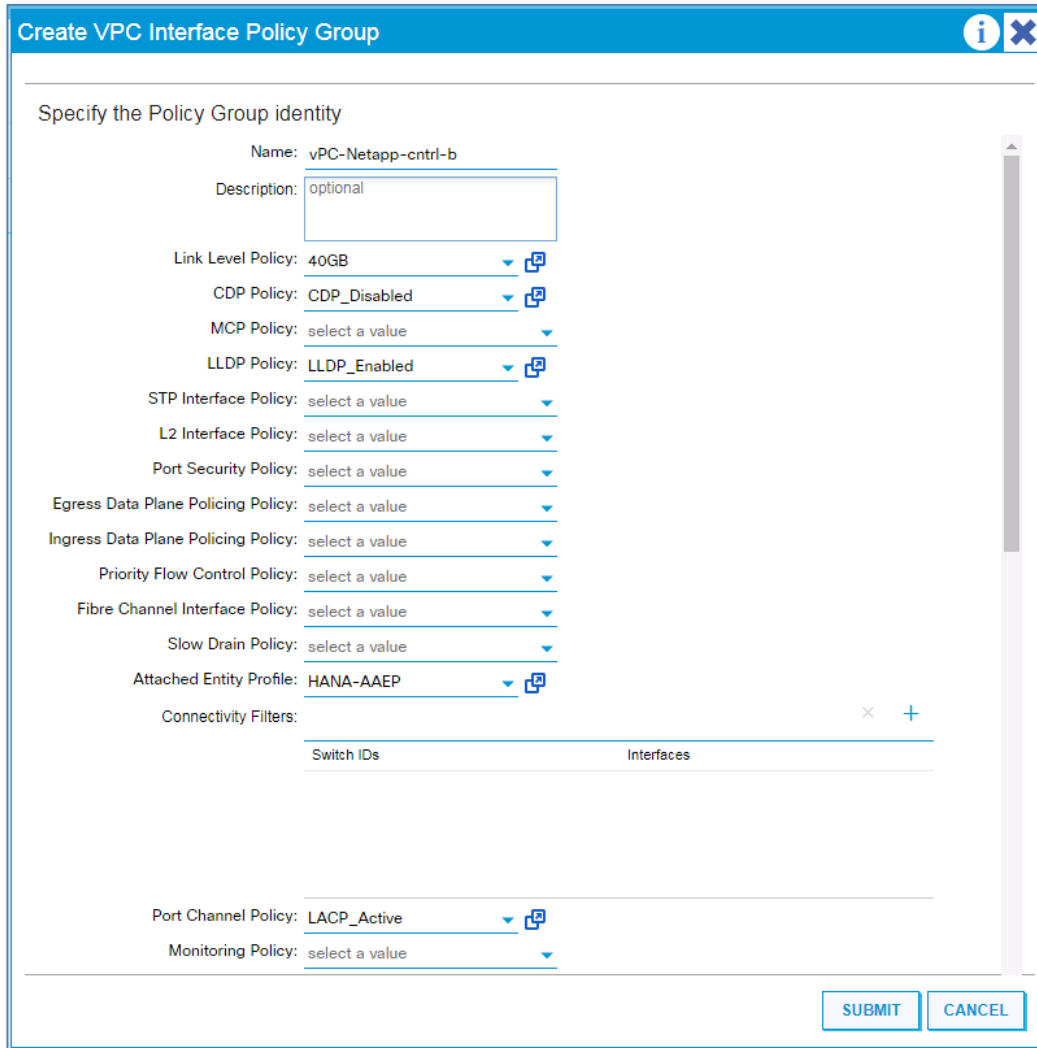 Create VPC Interface Policy Group
Specify the Policy Group identity
Name: vPC-Netapp-cntrl-b
Description: optional
Link Level Policy: 40GB
CDP Policy: CDP_Disabled
MCP Policy: select a value
LLDP Policy: LLDP_Enabled
STP Interface Policy: select a value
L2 Interface Policy: select a value
Port Security Policy: select a value
Egress Data Plane Policing Policy: select a value
Ingress Data Plane Policing Policy: select a value
Priority Flow Control Policy: select a value
Fibre Channel Interface Policy: select a value
Slow Drain Policy: select a value
Attached Entity Profile: HANA-AAEP
Connectivity Filters:
Switch IDs Interfaces
Port Channel Policy: LACP_Active
Monitoring Policy: select a value
SUBMIT CANCEL